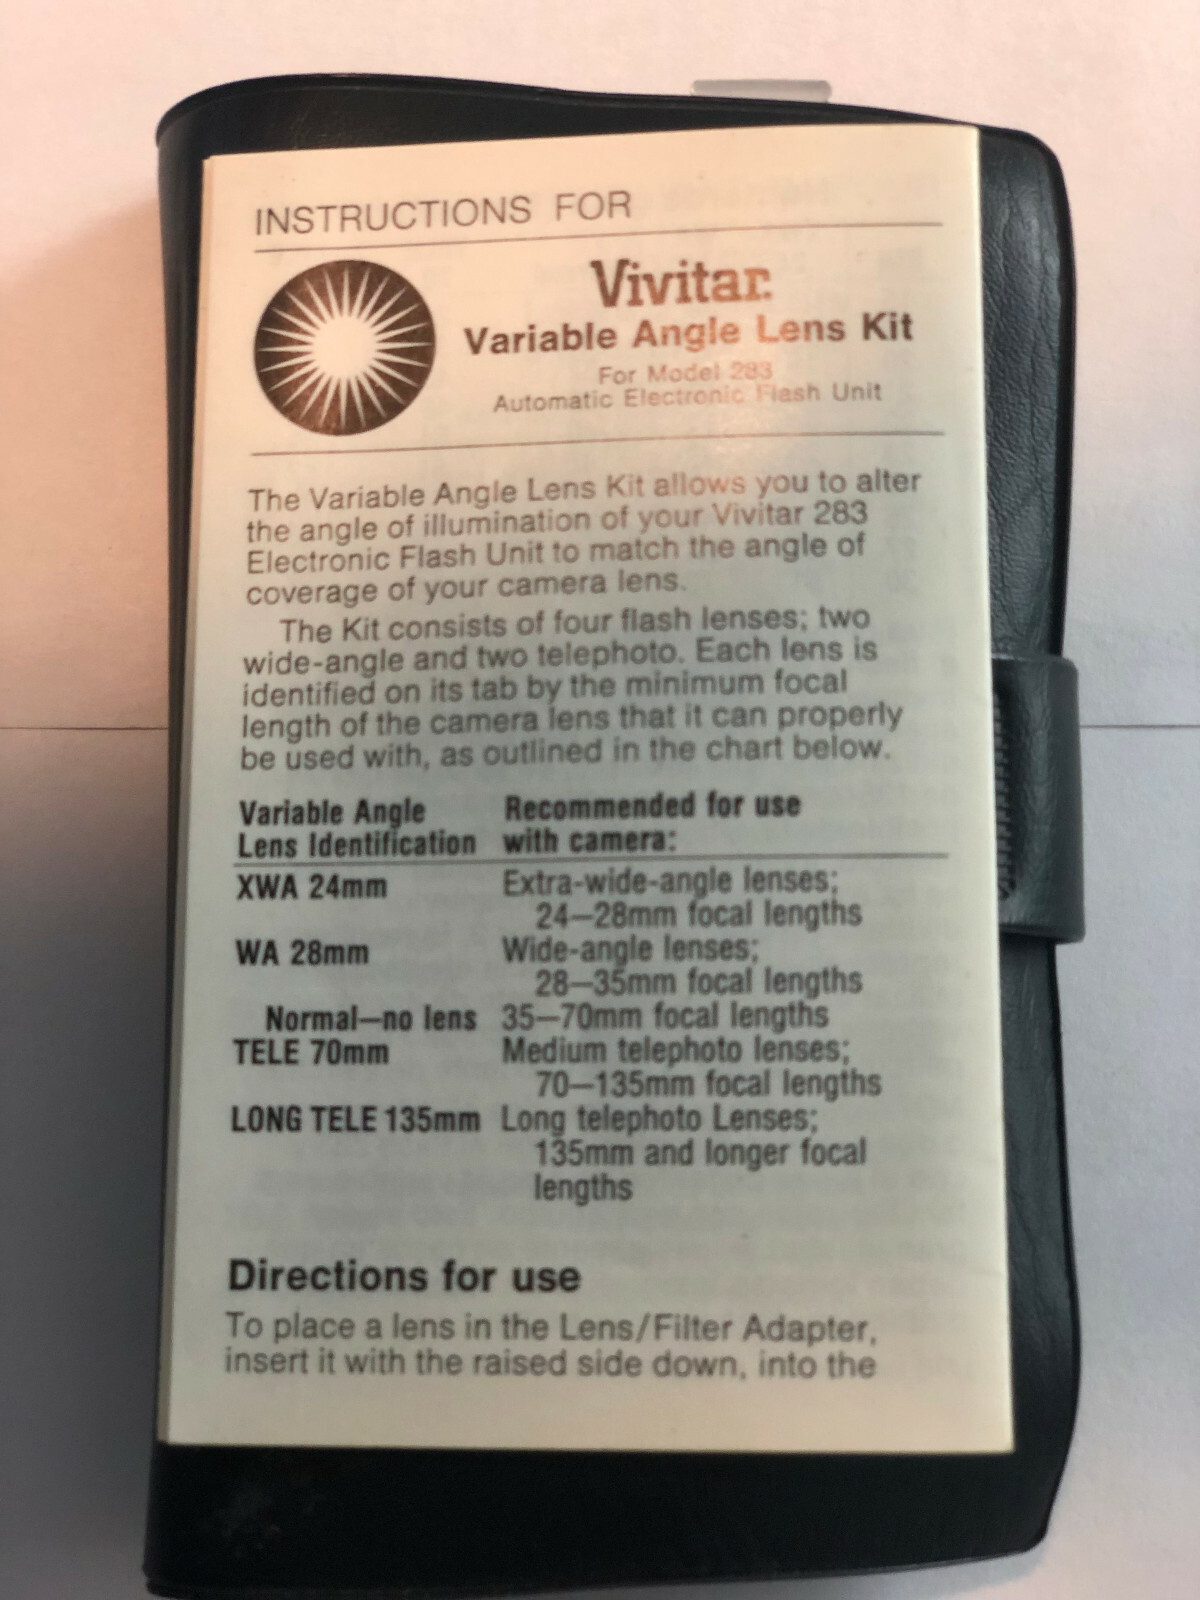 INSTRUCTIONS FOR
Vivitar.
Variable Angle Lens Kit
For Model 283
Automatic Electronic Flash Unit
The Variable Angle Lens Kit allows you to alter
the angle of illumination of your Vivitar 283
Electronic Flash Unit to match the angle of
coverage of your camera lens.
The Kit consists of four flash lenses; two
wide-angle and two telephoto. Each lens is
identified on its tab by the minimum focal
length of the camera lens that it can properly
be used with, as outlined in the chart below.
Variable Angle Recommended for use
Lens Identification with camera:
XWA 24mm Extra-wide-angle lenses;
24—28mm focal lengths
WA 28mm Wide-angle lenses;
28—35mm focal lengths
Normal—no lens 35—70mm focal lengths
TELE 70mm Medium telephoto lenses;
70—135mm focal lengths
LONG TELE 135mm Long telephoto Lenses;
135mm and longer focal
lengths
Directions for use
To place a lens in the Lens/Filter Adapter,
insert it with the raised side down, into the